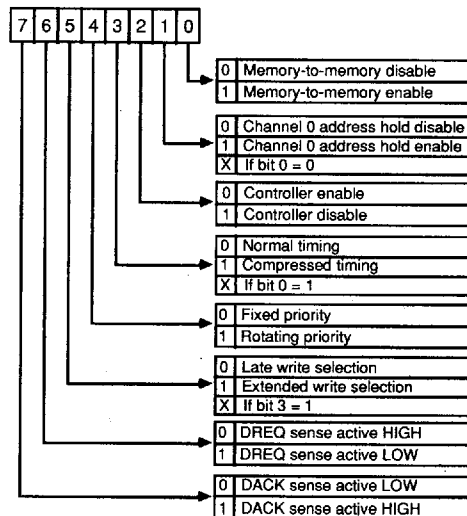 7 6 5 4 3 2 1 0
0 Memory-to-memory disable
1 Memory-to-memory enable
0 Channel 0 address hold disable
1 Channel 0 address hold enable
X If bit 0 = 0
0 Controller enable
1 Controller disable
0 Normal timing
1 Compressed timing
X If bit 0 = 1
0 Fixed priority
1 Rotating priority
0 Late write selection
1 Extended write selection
X If bit 3 = 1
0 DREQ sense active HIGH
1 DREQ sense active LOW
0 DACK sense active LOW
1 DACK sense active HIGH